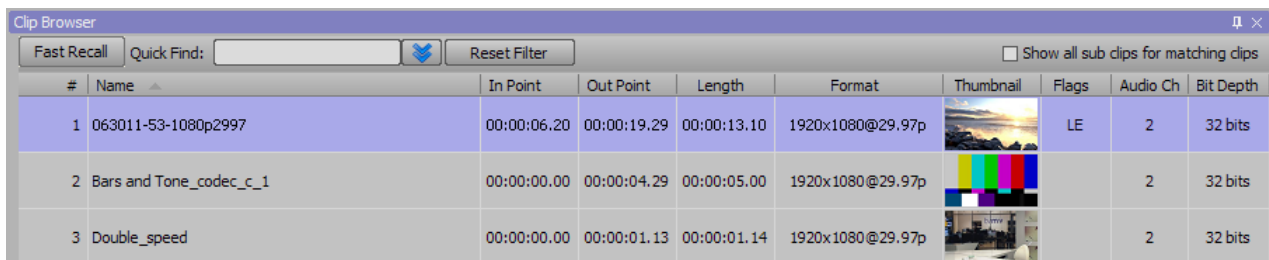 Clip Browser
Fast Recall Quick Find: Reset Filter Show all sub clips for matching clips
# Name In Point Out Point Length Format Thumbnail Flags Audio Ch Bit Depth
1 063011-53-1080p2997 00:00:06.20 00:00:19.29 00:00:13.10 1920x1080@29.97p LE 2 32 bits
2 Bars and Tone_codec_c_1 00:00:00.00 00:00:04.29 00:00:05.00 1920x1080@29.97p 2 32 bits
3 Double_speed 00:00:00.00 00:00:01.13 00:00:01.14 1920x1080@29.97p 2 32 bits